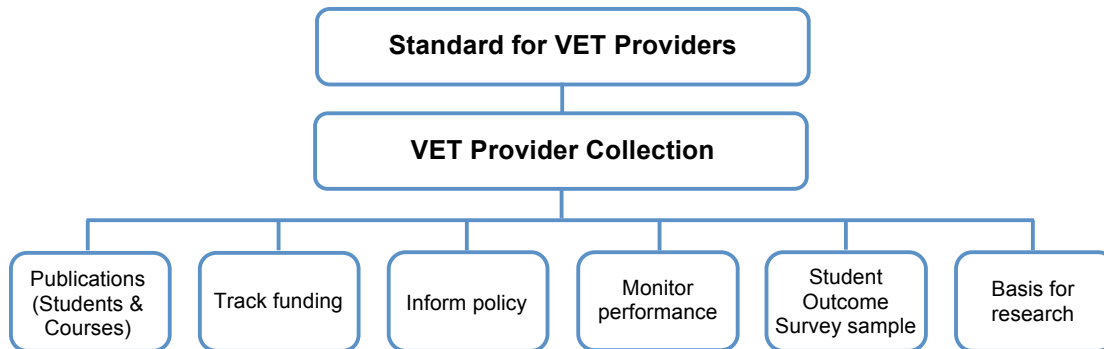 Standard for VET Providers
VET Provider Collection
Publications
(Students &
Courses)
Track funding
Inform policy
Monitor
performance
Student
Outcome
Survey sample
Basis for
research